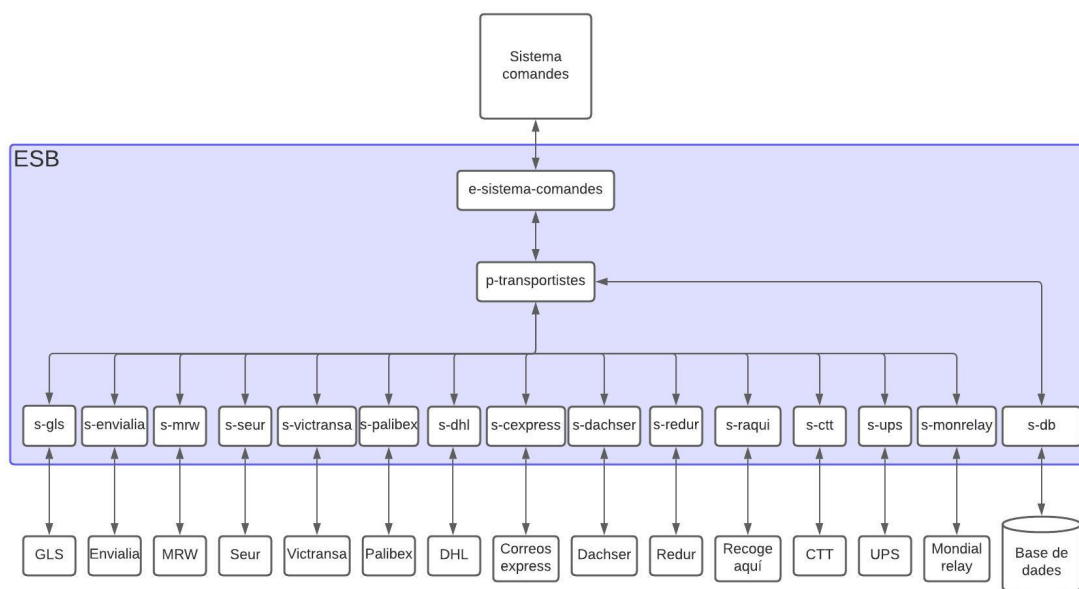 Sistema
comandes
ESB
e-sistema-comandes
p-transportistes
s-gls
s-envialia
s-mrw
s-seur
s-victransa
s-palibex
s-dhl
s-cexpress
s-dachser
s-redur
s-raqui
s-ctt
s-ups
s-monrelay
s-db
GLS
Envialia
MRW
Seur
Victransa
Palibex
DHL
Correos
express
Dachser
Redur
Recoge
aquí
CTT
UPS
Mondial
relay
Base de
dades